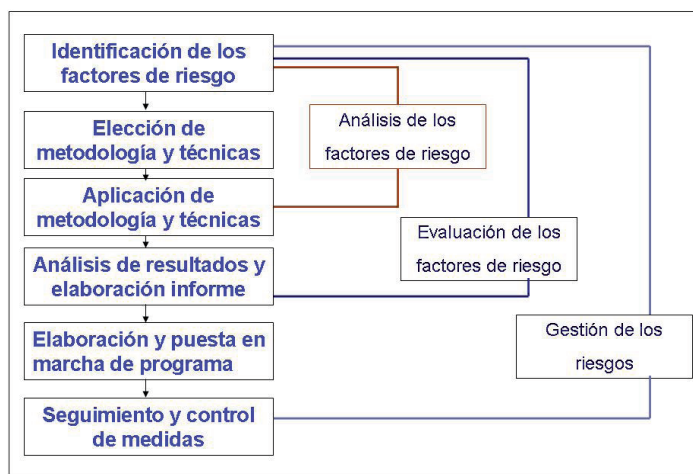 Identificación de los
factores de riesgo
Elección de
metodología y técnicas
Aplicación de
metodología y técnicas
Análisis de resultados y
elaboración informe
Elaboración y puesta en
marcha de programa
Seguimiento y control
de medidas
Análisis de los
factores de riesgo
Evaluación de los
factores de riesgo
Gestión de los
riesgos